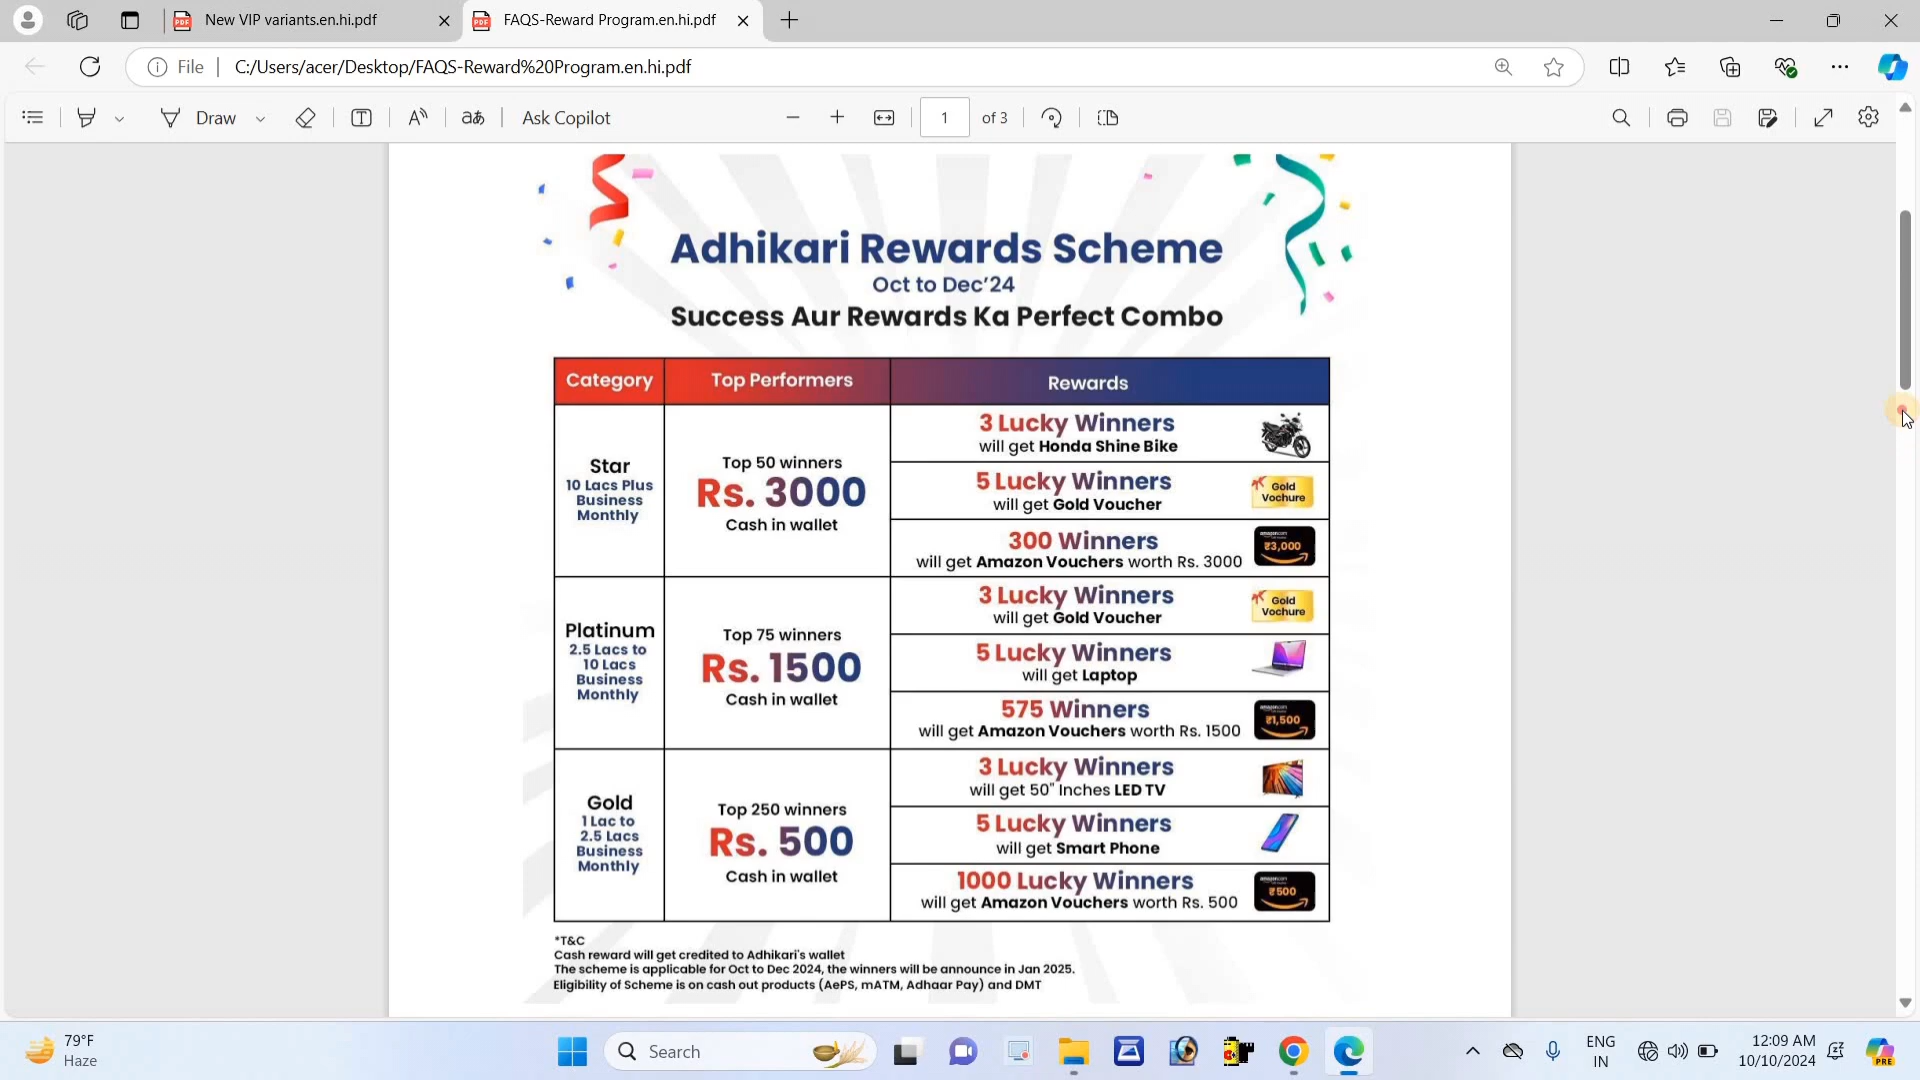 New VIP variants.en.hi.pdf
FAQS-Reward Program.en.hi.pdf
File
C:/Users/acer/Desktop/FAQS-Reward%20Program.en.hi.pdf
Draw
Ask Copilot
1 of 3
Adhikari Rewards Scheme
Oct to Dec'24
Success Aur Rewards Ka Perfect Combo
Category
Top Performers
Rewards
Star
10 Lacs Plus
Business
Monthly
Top 50 winners
Rs. 3000
Cash in wallet
3 Lucky Winners
will get Honda Shine Bike
5 Lucky Winners
will get Gold Voucher
Gold
Vochure
300 Winners
will get Amazon Vouchers worth Rs. 3000
₹3,000
Platinum
2.5 Lacs to
10 Lacs
Business
Monthly
Top 75 winners
Rs. 1500
Cash in wallet
3 Lucky Winners
will get Gold Voucher
Gold
Vochure
5 Lucky Winners
will get Laptop
575 Winners
will get Amazon Vouchers worth Rs. 1500
₹1,500
Gold
1 Lac to
2.5 Lacs
Business
Monthly
Top 250 winners
Rs. 500
Cash in wallet
3 Lucky Winners
will get 50" Inches LED TV
5 Lucky Winners
will get Smart Phone
1000 Lucky Winners
will get Amazon Vouchers worth Rs. 500
₹500
*T&C
Cash reward will get credited to Adhikari's wallet
The scheme is applicable for Oct to Dec 2024, the winners will be announce in Jan 2025.
Eligibility of Scheme is on cash out products (AePS, mATM, Adhaar Pay) and DMT
79°F
Haze
Search
ENG
IN
12:09 AM
10/10/2024
PRE